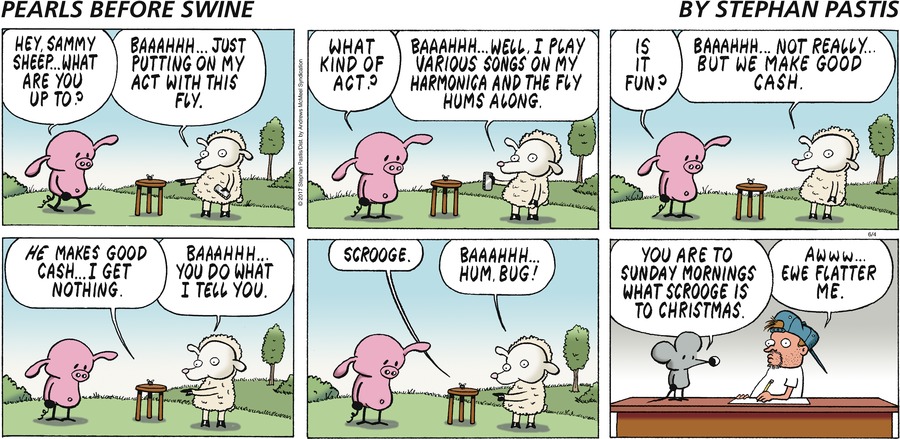 PEARLS BEFORE SWINE
BY STEPHAN PASTIS
HEY, SAMMY
SHEEP...WHAT
ARE YOU
UP TO?
BAAAHHH... JUST
PUTTING ON MY
ACT WITH THIS
FLY.
© 2017 Stephan Pastis/Dist. by Andrews McMeel Syndication
WHAT
KIND OF
ACT?
BAAAHHH...WELL, I PLAY
VARIOUS SONGS ON MY
HARMONICA AND THE FLY
HUMS ALONG.
IS
IT
FUN?
BAAAHHH... NOT REALLY...
BUT WE MAKE GOOD
CASH.
6/4
HE MAKES GOOD
CASH...I GET
NOTHING.
BAAAHHH...
YOU DO WHAT
I TELL YOU.
SCROOGE.
BAAAHHH...
HUM, BUG!
YOU ARE TO
SUNDAY MORNINGS
WHAT SCROOGE IS
TO CHRISTMAS.
AWWW...
EWE FLATTER
ME.